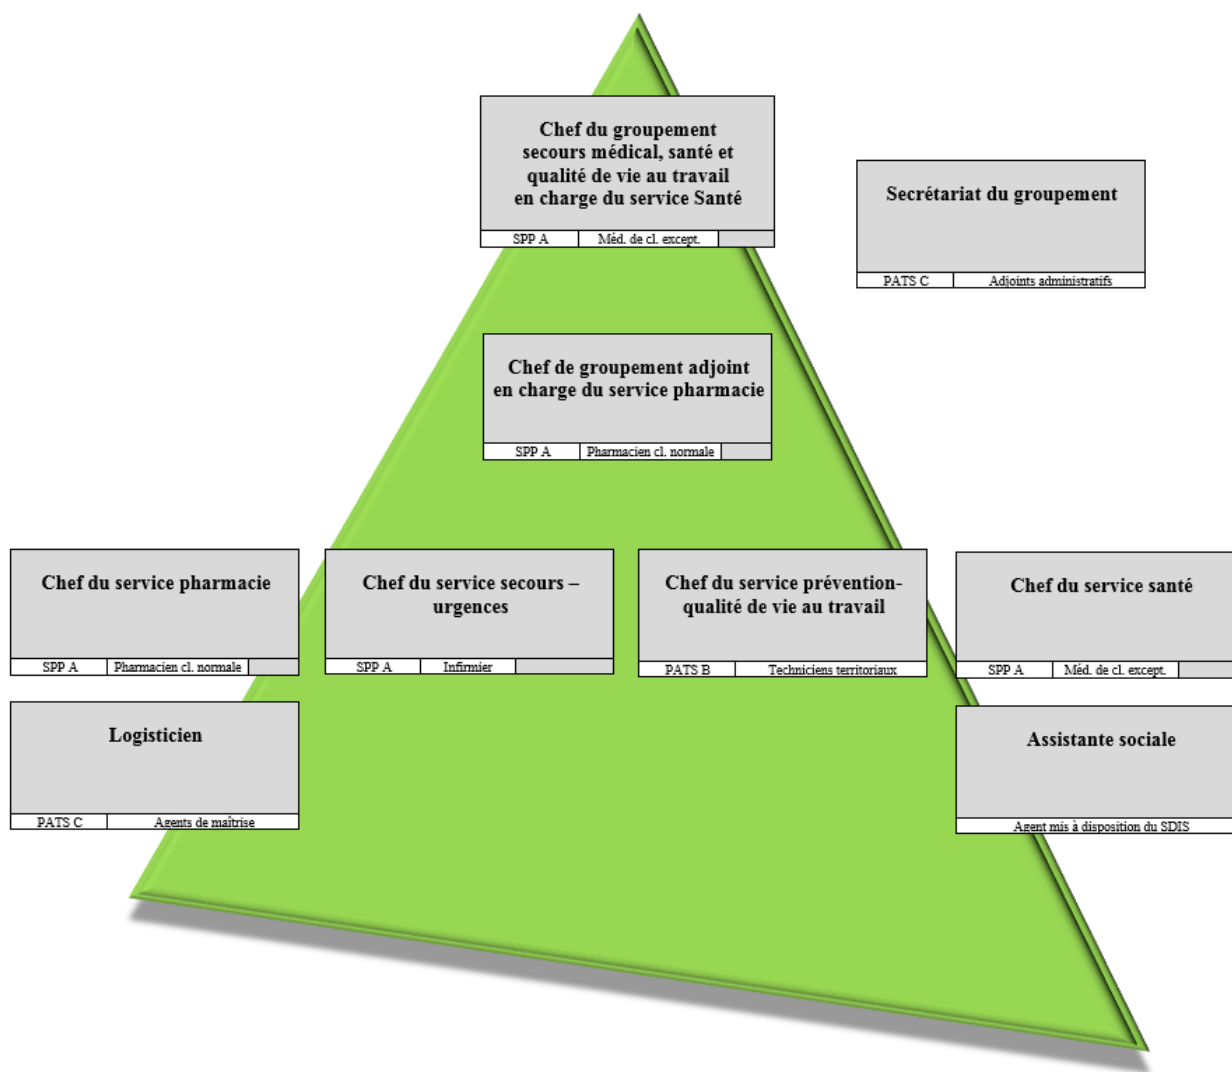 Chef du groupement
secours médical, santé et
qualité de vie au travail
en charge du service Santé
SPP A Méd. de cl. except.
Secrétariat du groupement
PATS C Adjoints administratifs
Chef de groupement adjoint
en charge du service pharmacie
SPP A Pharmacien cl. normale
Chef du service pharmacie
SPP A Pharmacien cl. normale
Chef du service secours –
urgences
SPP A Infirmier
Chef du service prévention-
qualité de vie au travail
PATS B Techniciens territoriaux
Chef du service santé
SPP A Méd. de cl. except.
Logisticien
PATS C Agents de maîtrise
Assistante sociale
Agent mis à disposition du SDIS